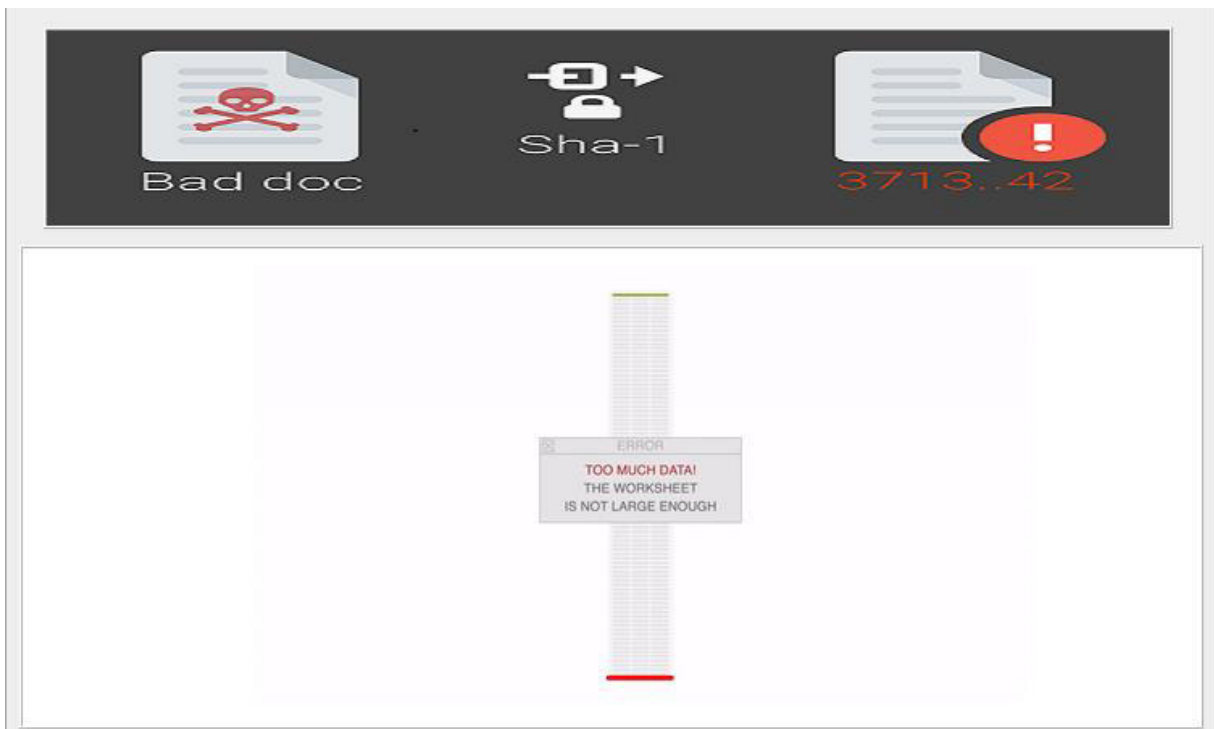 Sha-1
Bad doc
3713..42
ERROR
TOO MUCH DATA!
THE WORKSHEET
IS NOT LARGE ENOUGH